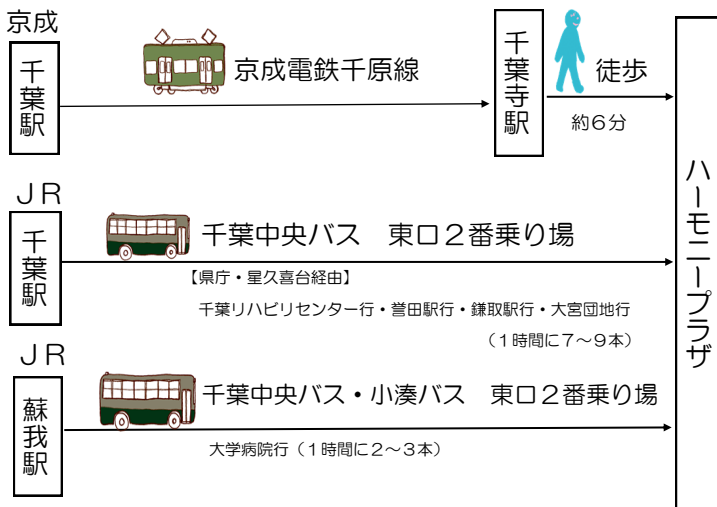 京成
千葉駅
京成電鉄千原線
千葉寺駅
徒歩
約6分
ＪＲ
千葉駅
千葉中央バス　東口２番乗り場
【県庁・星久喜台経由】
千葉リハビリセンター行・誉田駅行・鎌取駅行・大宮団地行
（１時間に７～９本）
ＪＲ
蘇我駅
千葉中央バス・小湊バス　東口２番乗り場
大学病院行（１時間に２～３本）
ハーモニープラザ